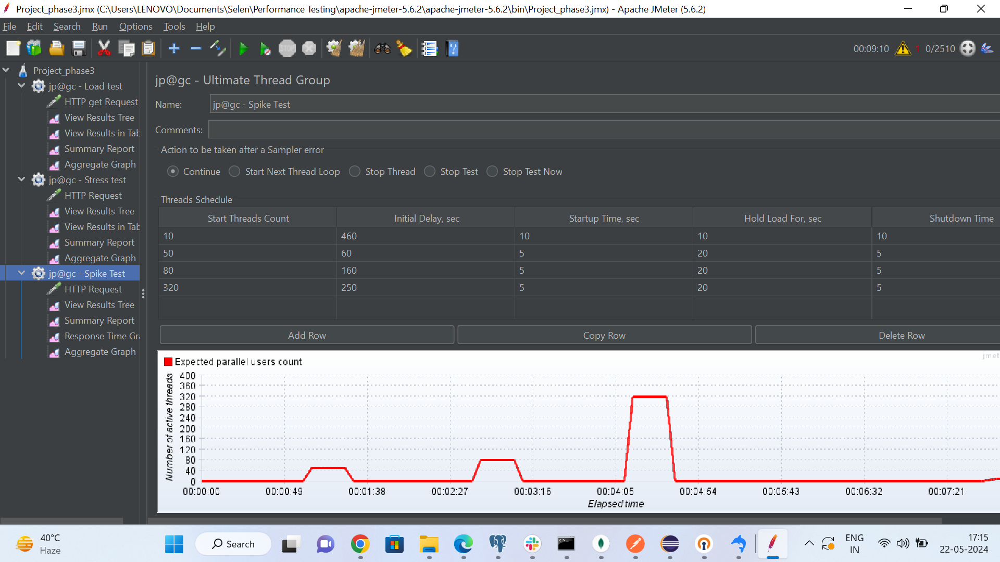 Project_phase3.jmx (C:\Users\LENOVO\Documents\Selen\Performance Testing\apache-jmeter-5.6.2\apache-jmeter-5.6.2\bin\Project_phase3.jmx) - Apache JMeter (5.6.2)
File Edit Search Run Options Tools Help
STOP 00:09:10 1 0/2510
Project_phase3
jp@gc - Load test
HTTP get Request
View Results Tree
View Results in Tab
Summary Report
Aggregate Graph
jp@gc - Stress test
HTTP Request
View Results Tree
View Results in Tab
Summary Report
Aggregate Graph
jp@gc - Spike Test
HTTP Request
View Results Tree
Summary Report
Response Time Gra
Aggregate Graph
jp@gc - Ultimate Thread Group
Name: jp@gc - Spike Test
Comments:
Action to be taken after a Sampler error
Continue Start Next Thread Loop Stop Thread Stop Test Stop Test Now
Threads Schedule
Start Threads Count Initial Delay, sec Startup Time, sec Hold Load For, sec Shutdown Time
10 460 10 10 10
50 60 5 20 5
80 160 5 20 5
320 250 5 20 5
Add Row Copy Row Delete Row
jmet
Expected parallel users count
Number of active threads
400
360
320
280
240
200
160
120
80
40
0
00:00:00 00:00:49 00:01:38 00:02:27 00:03:16 00:04:05 00:04:54 00:05:43 00:06:32 00:07:21
Elapsed time
40°C
Haze
Search
ENG
IN
17:15
22-05-2024